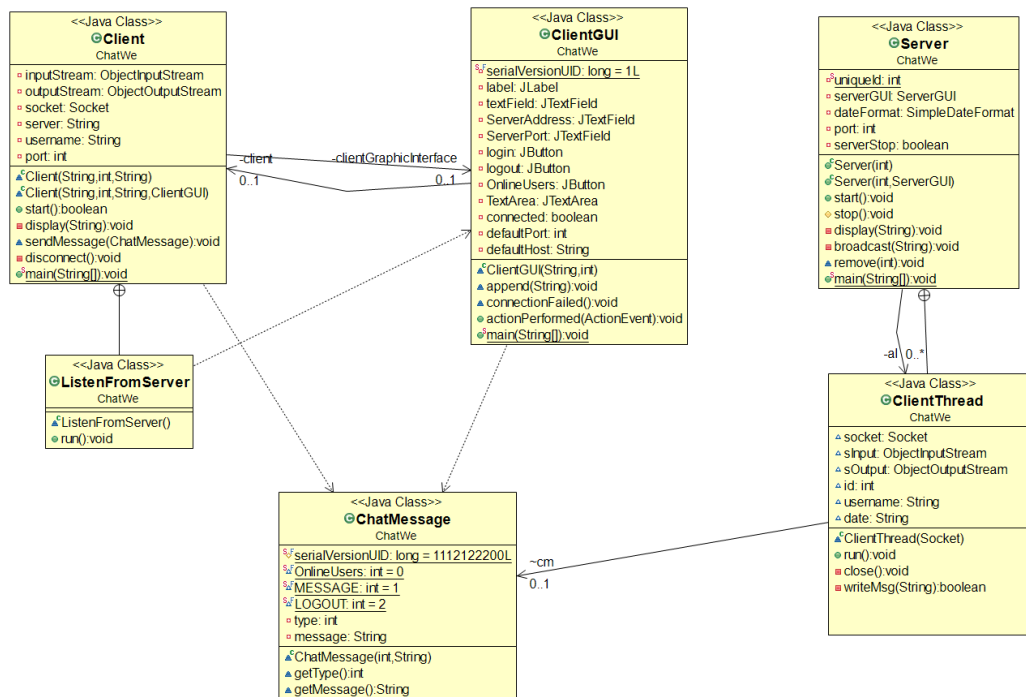 <<Java Class>>
Client
ChatWe
inputStream: ObjectInputStream
outputStream: ObjectOutputStream
socket: Socket
server: String
username: String
port: int
Client(String,int,String)
Client(String,int,String,ClientGUI)
start():boolean
display(String):void
sendMessage(ChatMessage):void
disconnect():void
main(String[]):void
<<Java Class>>
ClientGUI
ChatWe
serialVersionUID: long = 1L
label: JLabel
textField: JTextField
ServerAddress: JTextField
ServerPort: JTextField
login: JButton
logout: JButton
OnlineUsers: JButton
TextArea: JTextArea
connected: boolean
defaultPort: int
defaultHost: String
ClientGUI(String,int)
append(String):void
connectionFailed():void
actionPerformed(ActionEvent):void
main(String[]):void
<<Java Class>>
Server
ChatWe
uniqueId: int
serverGUI: ServerGUI
dateFormat: SimpleDateFormat
port: int
serverStop: boolean
Server(int)
Server(int,ServerGUI)
start():void
stop():void
display(String):void
broadcast(String):void
remove(int):void
main(String[]):void
-client
0..1
-clientGraphicInterface
0..1
-al
0..*
<<Java Class>>
ListenFromServer
ChatWe
ListenFromServer()
run():void
<<Java Class>>
ClientThread
ChatWe
socket: Socket
sInput: ObjectInputStream
sOutput: ObjectOutputStream
id: int
username: String
date: String
ClientThread(Socket)
run():void
close():void
writeMsg(String):boolean
~cm
0..1
<<Java Class>>
ChatMessage
ChatWe
serialVersionUID: long = 1112122200L
OnlineUsers: int = 0
MESSAGE: int = 1
LOGOUT: int = 2
type: int
message: String
ChatMessage(int,String)
getType():int
getMessage():String